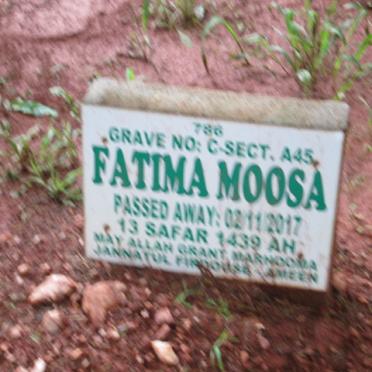 786
GRAVE NO: C-SECT. A45
FATIMA MOOSA
PASSED AWAY: 02/11/2017
13 SAFAR 1439 AH
MAY ALLAH GRANT MARHOOMA
JANNATUL FIRDOUSE - AMEEN